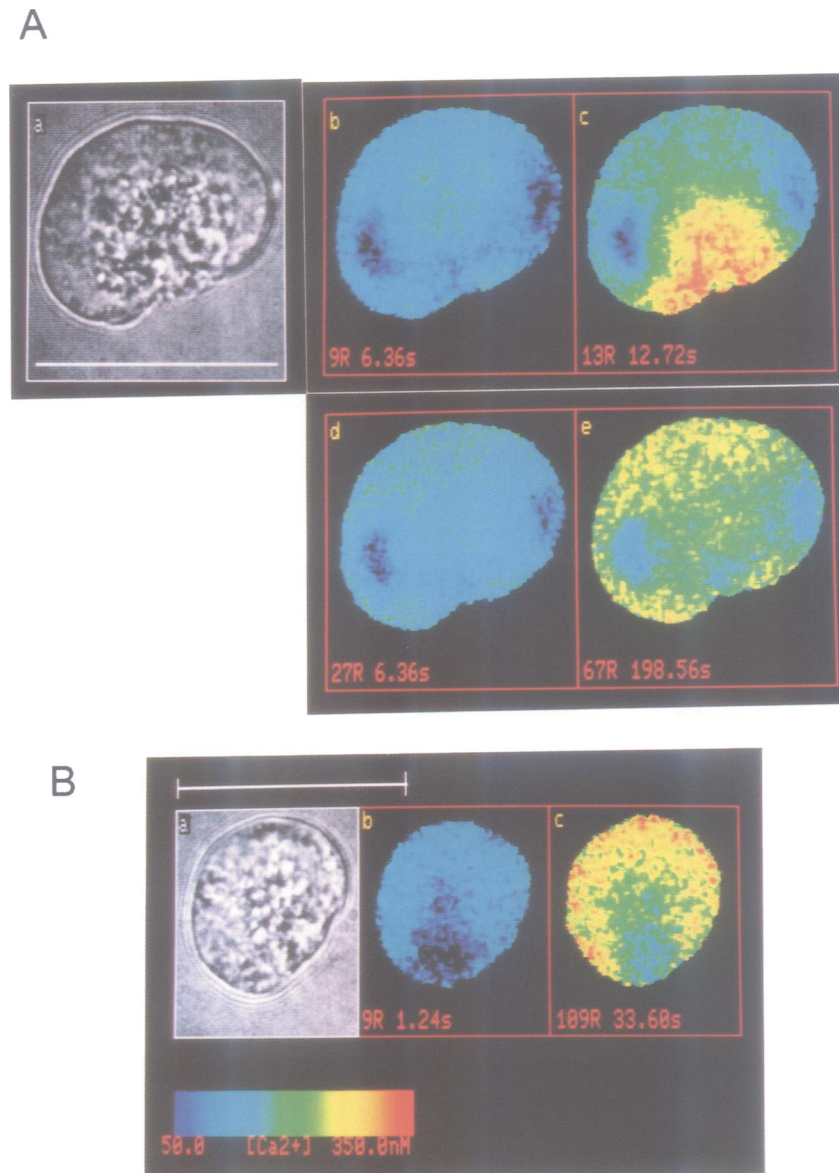 A
a
b
c
9R 6.36s
13R 12.72s
d
e
27R 6.36s
67R 198.56s
B
a
b
c
9R 1.24s
109R 33.60s
50.0 [Ca2+] 350.0nM